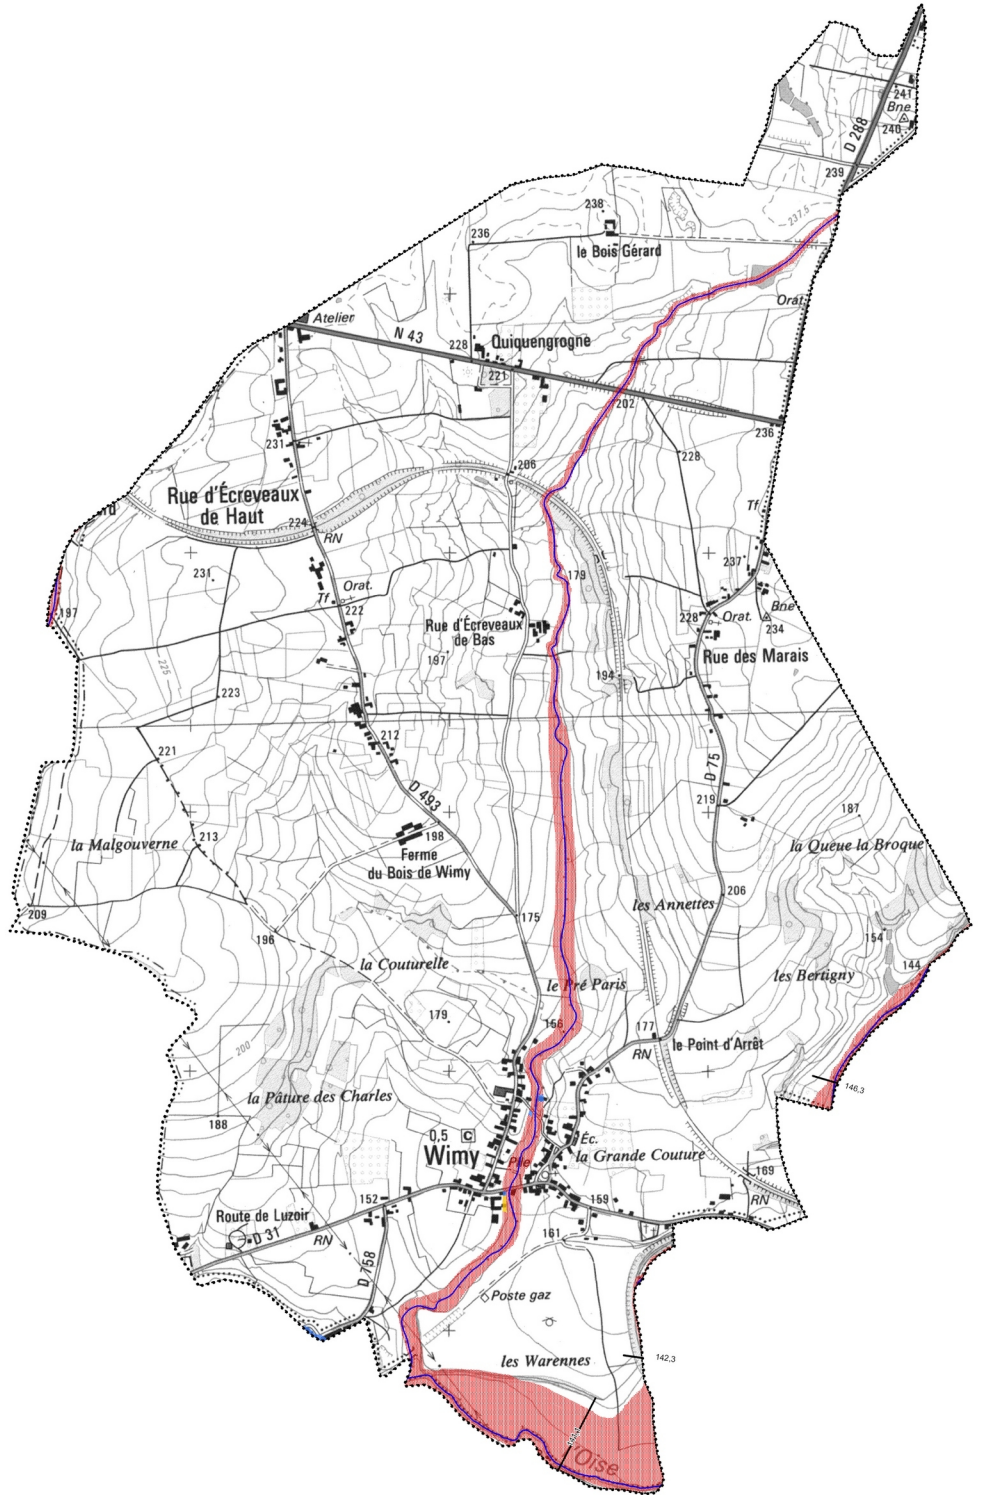 241
Bne
240
D 288
239
237,5
238
236
le Bois Gérard
Orat.
Atelier
N 43
228
Quiquengrogne
221
202
236
231
206
228
Rue d'Écreveaux
de Haut
224
RN
Tf
179
237
231
Orat.
Tf
222
197
228
Orat.
Bne
234
Rue d'Écreveaux
de Bas
197
Rue des Marais
225
194
223
212
221
D 75
D 493
219
187
213
198
la Malgouverne
la Queue la Broque
Ferme
du Bois de Wimy
206
les Annettes
209
175
196
154
la Couturelle
144
les Bertigny
le Pré Paris
179
156
177
200
RN
le Point d'Arrêt
146,3
la Pâture des Charles
188
0,5
C
Wimy
Éc.
la Grande Couture
169
152
159
RN
Route de Luzoir
D 31
RN
161
D 758
Poste gaz
les Warennes
142,3
l'Oise